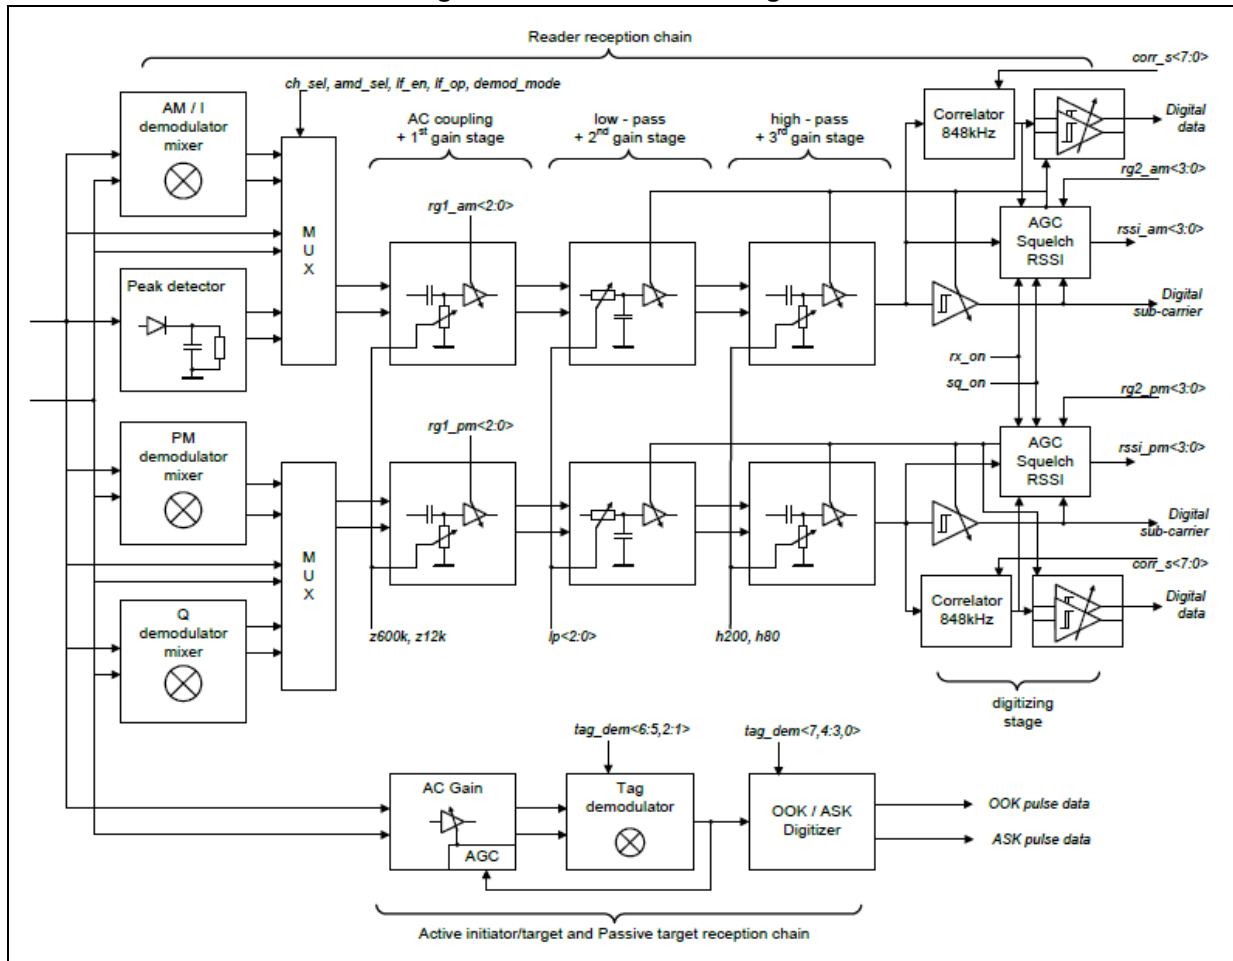 Reader reception chain
corr_s<7:0>
ch_sel, amd_sel, lf_en, lf_op, demod_mode
AM / I
demodulator
mixer
AC coupling
+ 1st gain stage
low - pass
+ 2nd gain stage
high - pass
+ 3rd gain stage
Correlator
848kHz
Digital
data
rg2_am<3:0>
rg1_am<2:0>
M
U
X
AGC
Squelch
RSSI
rssi_am<3:0>
Peak detector
Digital
sub-carrier
rx_on
sq_on
rg2_pm<3:0>
PM
demodulator
mixer
rg1_pm<2:0>
AGC
Squelch
RSSI
rssi_pm<3:0>
Digital
sub-carrier
M
U
X
corr_s<7:0>
Q
demodulator
mixer
Correlator
848kHz
Digital
data
z600k, z12k
lp<2:0>
h200, h80
digitizing
stage
tag_dem<6:5,2:1>
tag_dem<7,4:3,0>
AC Gain
AGC
Tag
demodulator
OOK / ASK
Digitizer
OOK pulse data
ASK pulse data
Active initiator/target and Passive target reception chain